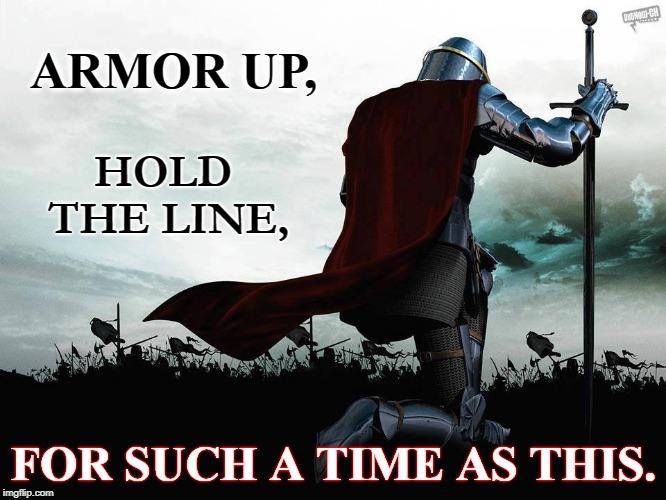 ARMOR UP,
HOLD
THE LINE,
FOR SUCH A TIME AS THIS.
imgflip.com